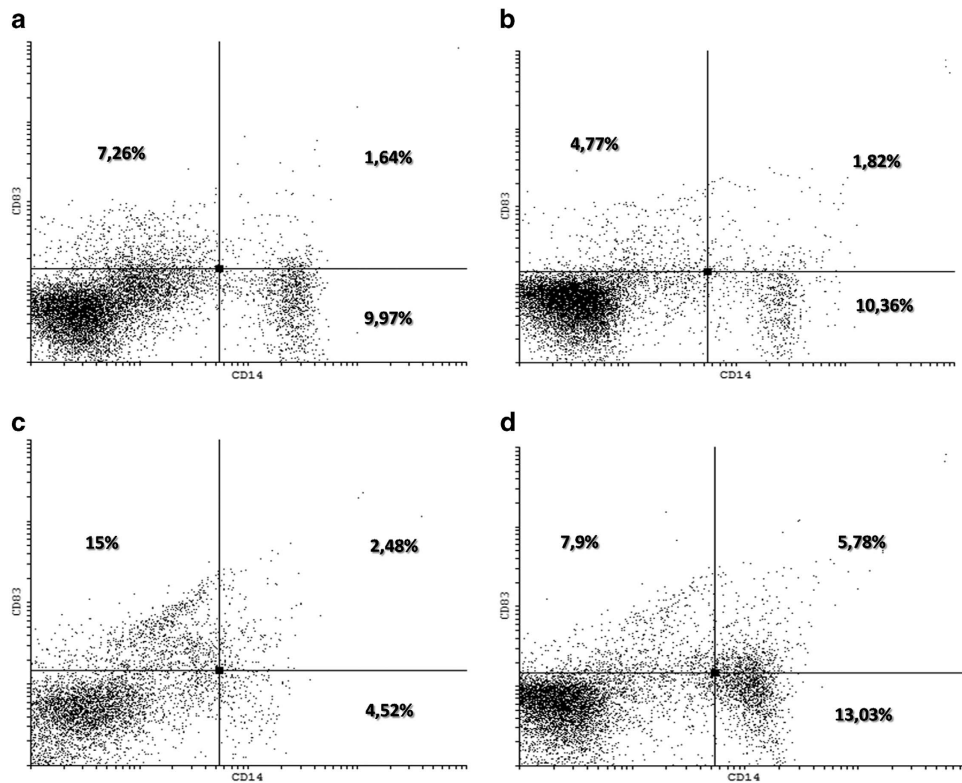 a
7,26%
1,64%
9,97%
CD83
CD14
b
4,77%
1,82%
10,36%
CD83
CD14
c
15%
2,48%
4,52%
CD83
CD14
d
7,9%
5,78%
13,03%
CD83
CD14